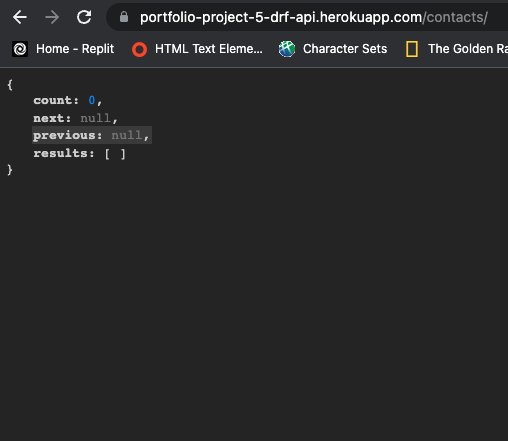 portfolio-project-5-drf-api.herokuapp.com/contacts/
Home - Replit
HTML Text Eleme...
Character Sets
The Golden Ra
{
count: 0,
next: null,
previous: null,
results: [ ]
}